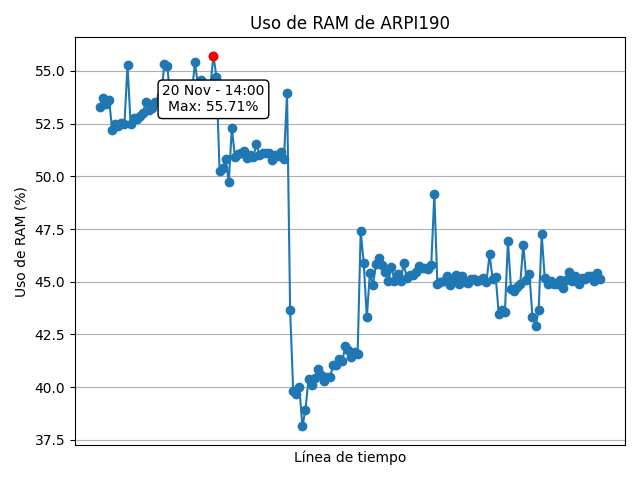 Uso de RAM de ARPI190
Uso de RAM (%)
55.0
52.5
50.0
47.5
45.0
42.5
40.0
37.5
20 Nov - 14:00
Max: 55.71%
Línea de tiempo